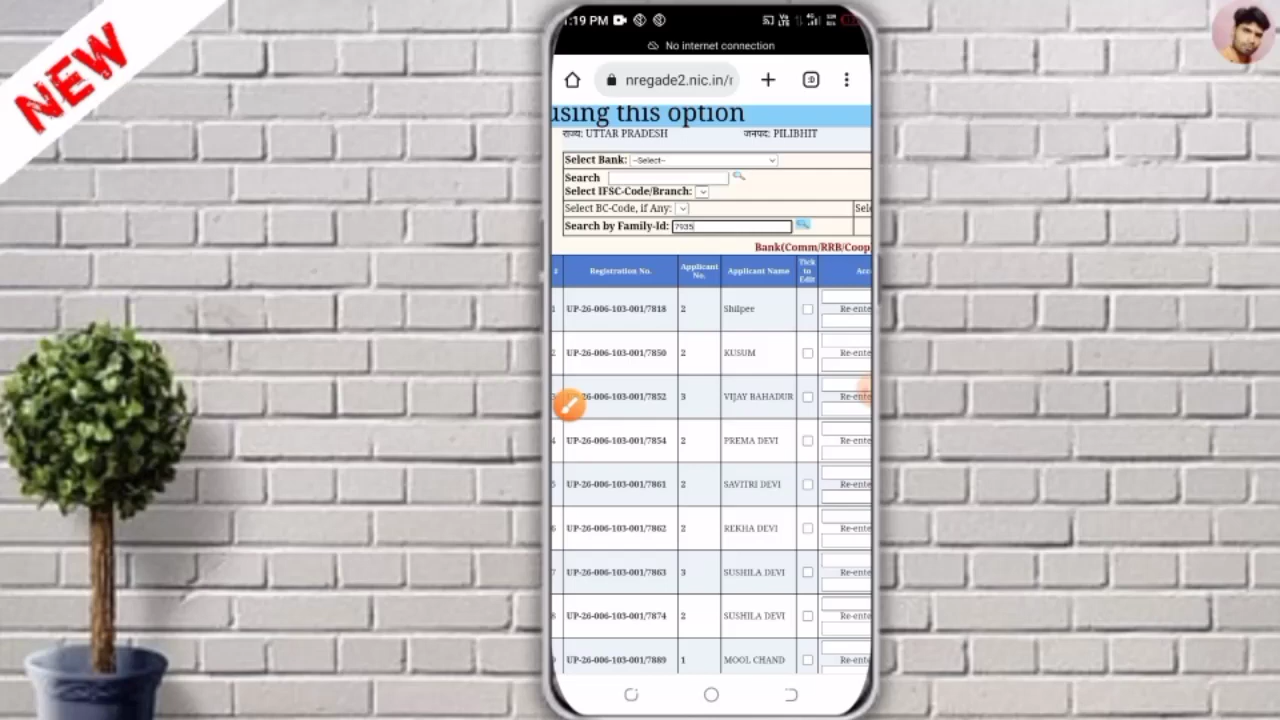 NEW
1:19 PM
No internet connection
nregade2.nic.in/r
using this option
राज्य: UTTAR PRADESH जनपद: PILIBHIT
Select Bank: --Select--
Search
Select IFSC-Code/Branch:
Select BC-Code, if Any: Sel
Search by Family-Id: 7935
Bank(Comm/RRB/Coop
Registration No. Applicant No. Applicant Name Tick to Edit Acc
1 UP-26-006-103-001/7818 2 Shilpee Re-ente
2 UP-26-006-103-001/7850 2 KUSUM Re-ente
3 26-006-103-001/7852 3 VIJAY BAHADUR Re-ente
4 UP-26-006-103-001/7854 2 PREMA DEVI Re-ente
5 UP-26-006-103-001/7861 2 SAVITRI DEVI Re-ente
6 UP-26-006-103-001/7862 2 REKHA DEVI Re-ente
7 UP-26-006-103-001/7863 3 SUSHILA DEVI Re-ente
8 UP-26-006-103-001/7874 2 SUSHILA DEVI Re-ente
9 UP-26-006-103-001/7889 1 MOOL CHAND Re-ente